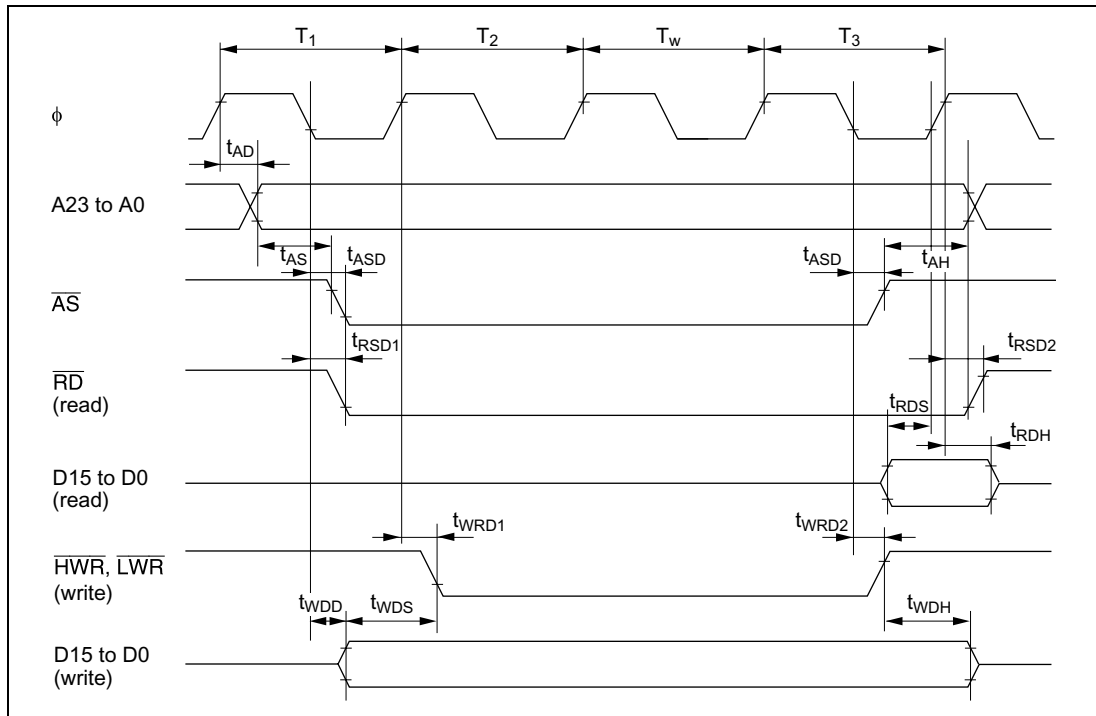 T1 T2 Tw T3
ϕ
tAD
A23 to A0
tAS tASD tASD tAH
AS
tRSD1 tRSD2
RD
(read)
tRDS
tRDH
D15 to D0
(read)
tWRD1 tWRD2
HWR, LWR
(write)
tWDD tWDS tWDH
D15 to D0
(write)